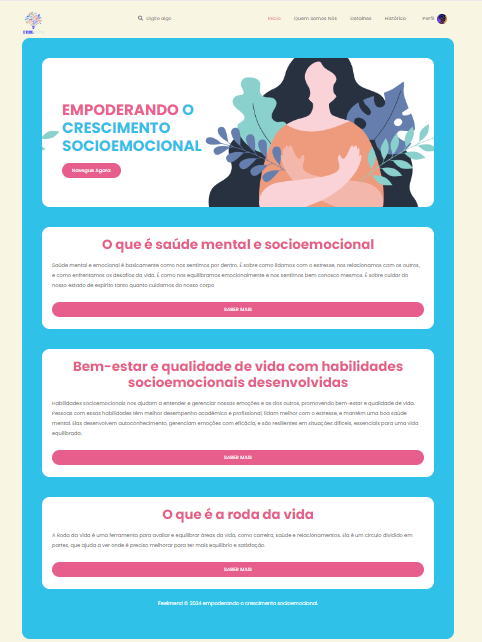 Digite algo
Início
Quem Somos Nós
Detalhes
Histórico
Perfil
EMPODERANDO O
CRESCIMENTO
SOCIOEMOCIONAL
Navegue Agora
O que é saúde mental e socioemocional
Saúde mental e emocional é basicamente como nos sentimos por dentro. É sobre como lidamos com o estresse, nos relacionamos com os outros,
e como enfrentamos os desafios da vida. É como nos equilibramos emocionalmente e nos sentimos bem conosco mesmos. É sobre cuidar do
nosso estado de espírito tanto quanto cuidamos do nosso corpo
SABER MAIS
Bem-estar e qualidade de vida com habilidades
socioemocionais desenvolvidas
Habilidades socioemocionais nos ajudam a entender e gerenciar nossas emoções e as dos outros, promovendo bem-estar e qualidade de vida.
Pessoas com essas habilidades têm melhor desempenho acadêmico e profissional, lidam melhor com o estresse, e mantêm uma boa saúde
mental. Elas desenvolvem autoconhecimento, gerenciam emoções com eficácia, e são resilientes em situações difíceis, essenciais para uma vida
equilibrada.
SABER MAIS
O que é a roda da vida
A Roda da Vida é uma ferramenta para avaliar e equilibrar áreas da vida, como carreira, saúde e relacionamentos. Ela é um círculo dividido em
partes, que ajuda a ver onde é preciso melhorar para ter mais equilíbrio e satisfação.
SABER MAIS
Feelmend © 2024 empoderando o crescimento socioemocional.